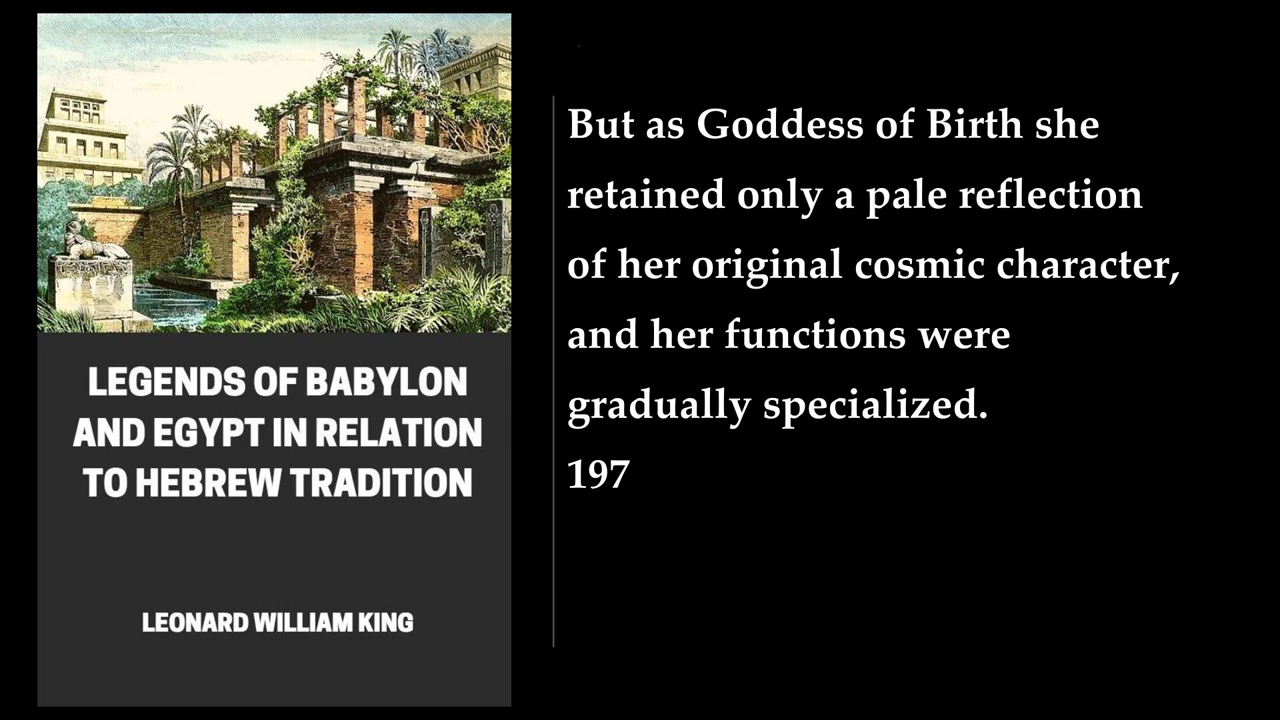 LEGENDS OF BABYLON
AND EGYPT IN RELATION
TO HEBREW TRADITION
LEONARD WILLIAM KING
But as Goddess of Birth she
retained only a pale reflection
of her original cosmic character,
and her functions were
gradually specialized.
197